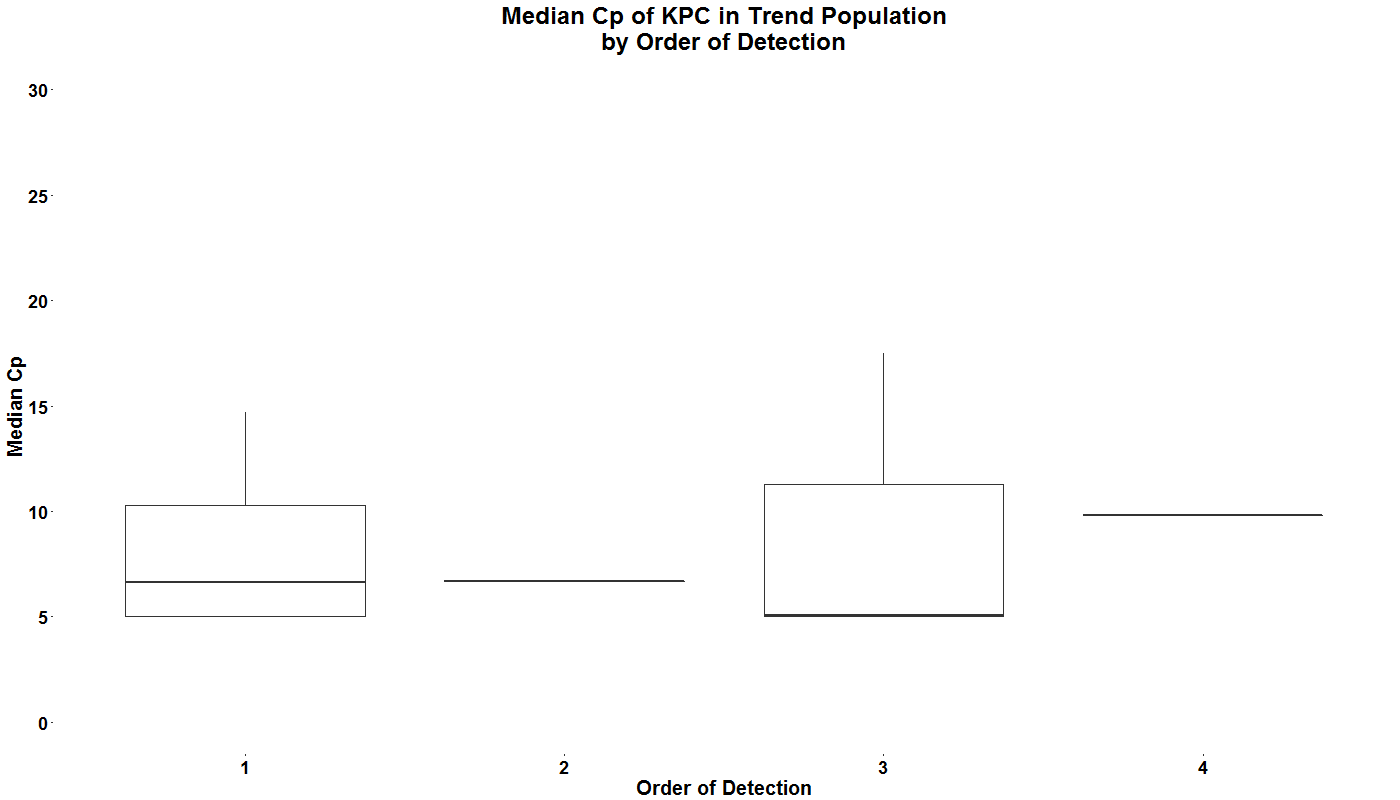 Median Cp of KPC in Trend Population
by Order of Detection
30
25
20
15
10
5
0
Median Cp
1 2 3 4
Order of Detection